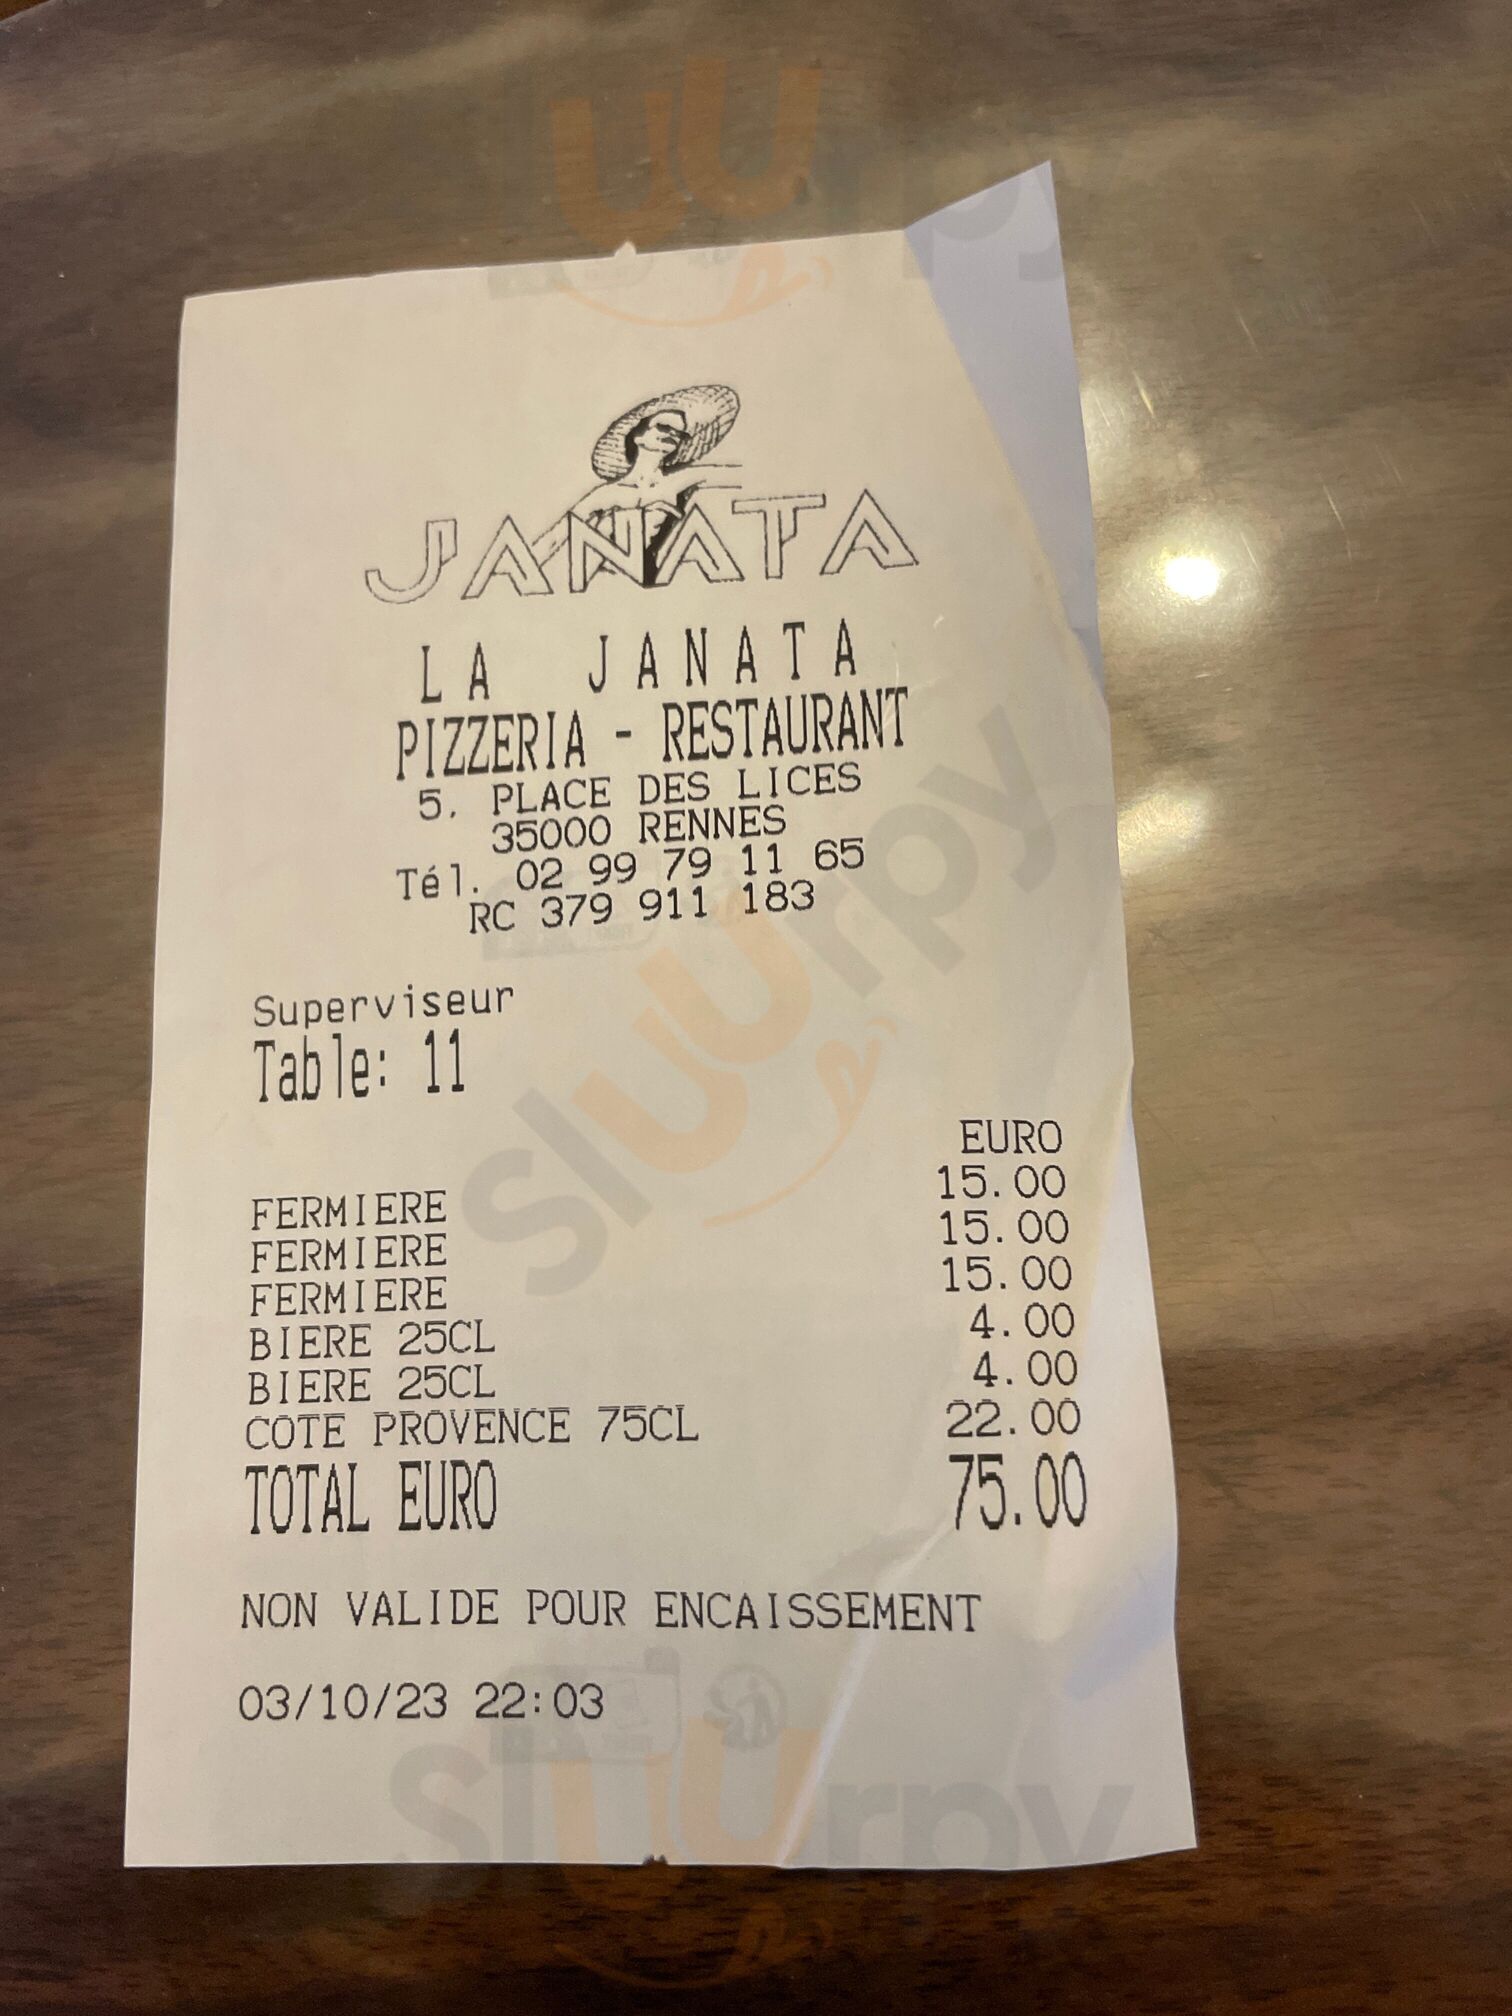 JANATA
LA JANATA
PIZZERIA - RESTAURANT
5. PLACE DES LICES
35000 RENNES
Tél. 02 99 79 11 65
RC 379 911 183
Superviseur
Table: 11
EURO
FERMIERE 15.00
FERMIERE 15.00
FERMIERE 15.00
BIERE 25CL 4.00
BIERE 25CL 4.00
COTE PROVENCE 75CL 22.00
TOTAL EURO 75.00
NON VALIDE POUR ENCAISSEMENT
03/10/23 22:03
sluurpy
sluurpy
sluurpy